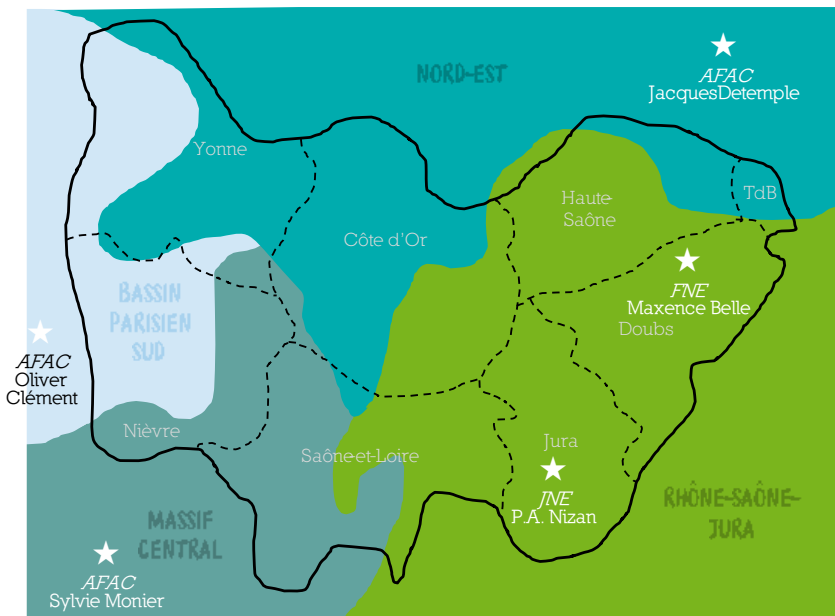 NORD-EST
AFAC
JacquesDetemple
Yonne
Haute-
Saône
TdB
Côte d'Or
BASSIN
PARISIEN
SUD
FNE
Maxence Belle
Doubs
AFAC
Oliver
Clément
Nièvre
Saône-et-Loire
Jura
JNE
P.A. Nizan
RHÔNE-SAÔNE-
JURA
MASSIF
CENTRAL
AFAC
Sylvie Monier